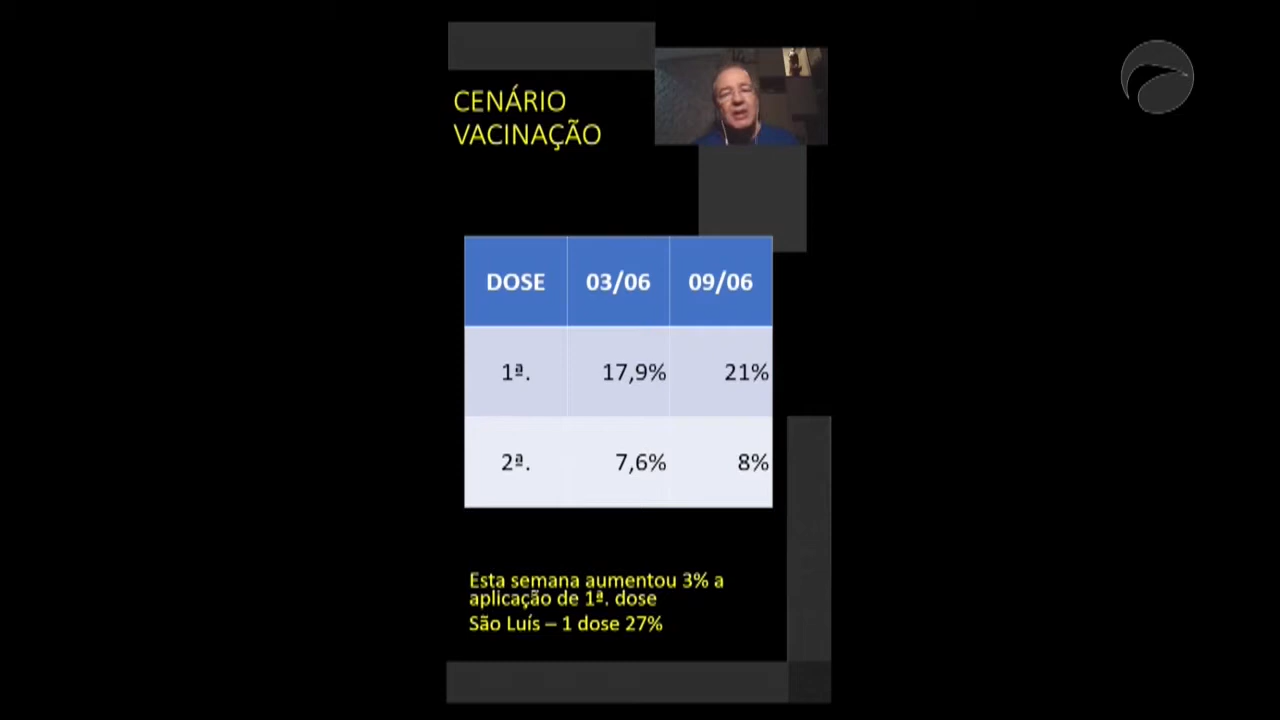 CENÁRIO
VACINAÇÃO
DOSE 03/06 09/06
1ª. 17,9% 21%
2ª. 7,6% 8%
Esta semana aumentou 3% a
aplicação de 1ª. dose
São Luís – 1 dose 27%